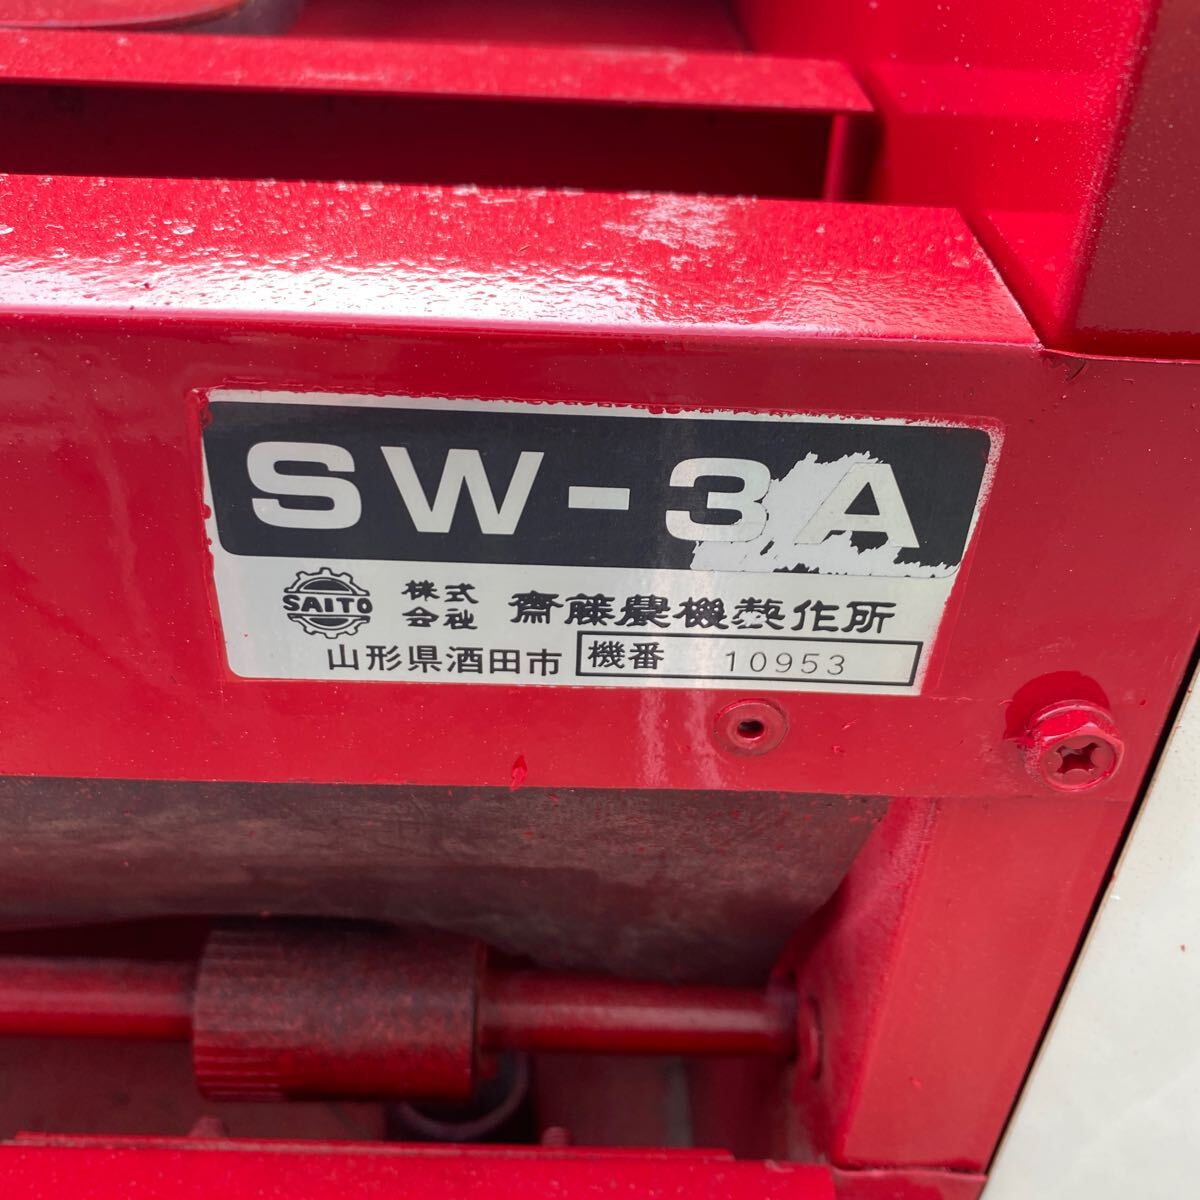 SW-3A
SAITO
株式
会社
齋藤農機製作所
山形県酒田市
機番 10953